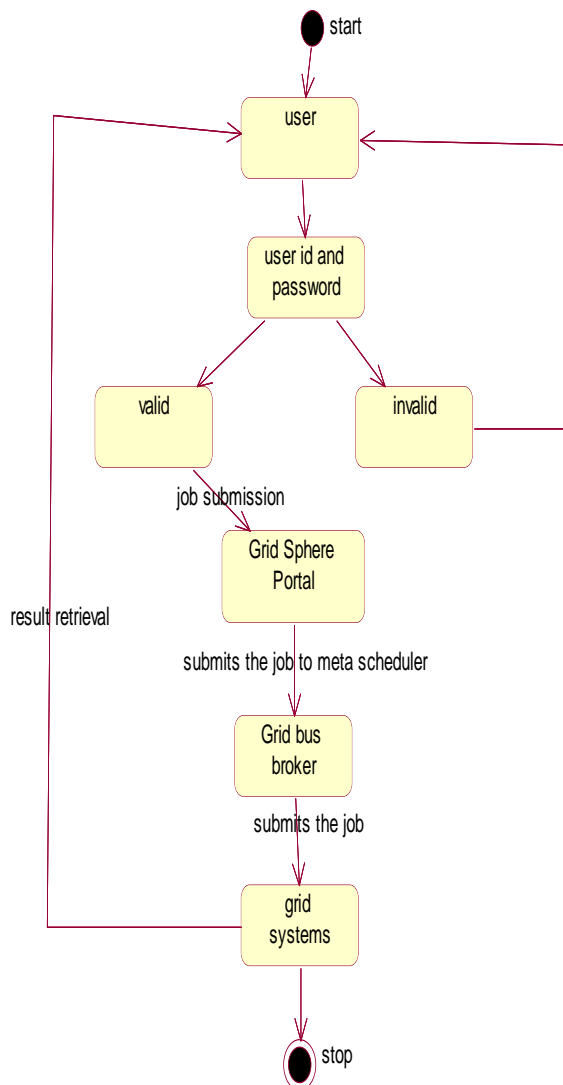 start
user
user id and
password
valid
invalid
job submission
Grid Sphere
Portal
result retrieval
submits the job to meta scheduler
Grid bus
broker
submits the job
grid
systems
stop